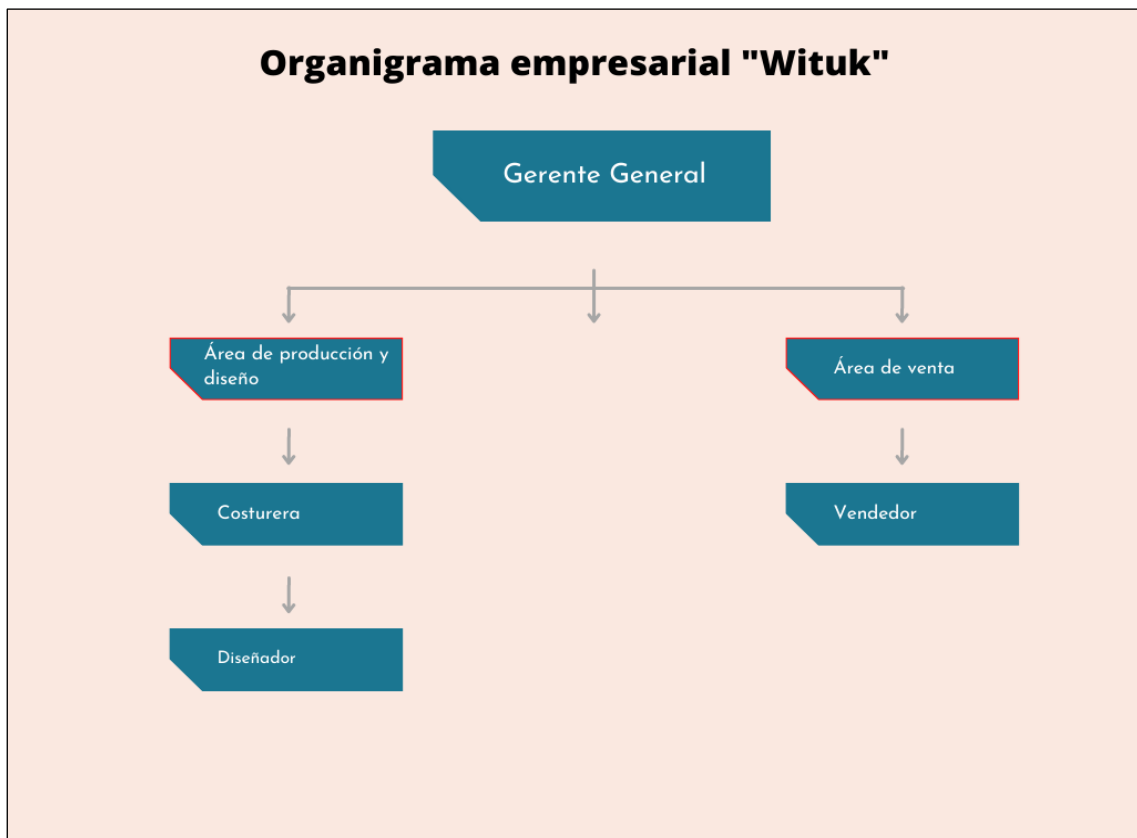 Organigrama empresarial "Wituk"
Gerente General
Área de producción y
diseño
Área de venta
Costurera
Vendedor
Diseñador